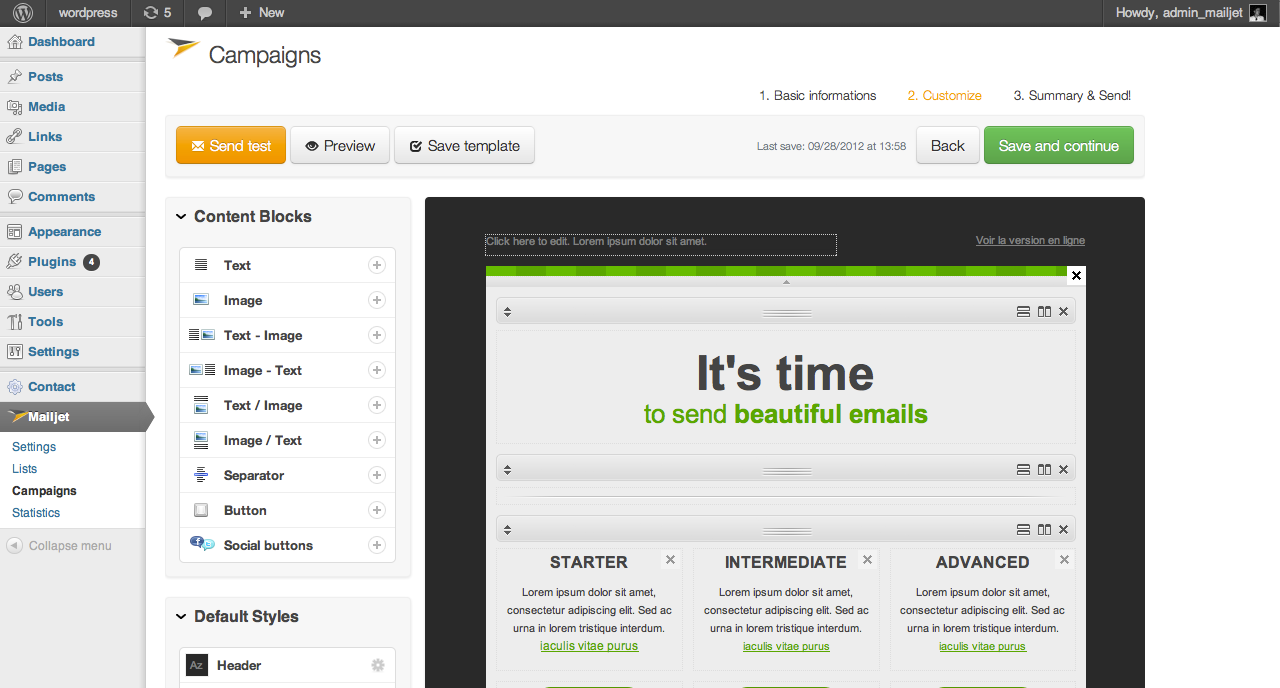 wordpress
5
New
Howdy, admin_mailjet
Dashboard
Posts
Media
Links
Pages
Comments
Appearance
Plugins 4
Users
Tools
Settings
Contact
Mailjet
Settings
Lists
Campaigns
Statistics
Collapse menu
Campaigns
1. Basic informations
2. Customize
3. Summary & Send!
Send test
Preview
Save template
Last save: 09/28/2012 at 13:58
Back
Save and continue
Content Blocks
Text
Image
Text - Image
Image - Text
Text / Image
Image / Text
Separator
Button
Social buttons
Default Styles
Az Header
Click here to edit. Lorem ipsum dolor sit amet.
Voir la version en ligne
It's time
to send beautiful emails
STARTER
Lorem ipsum dolor sit amet,
consectetur adipiscing elit. Sed ac
urna in lorem tristique interdum.
iaculis vitae purus
INTERMEDIATE
Lorem ipsum dolor sit amet,
consectetur adipiscing elit. Sed ac
urna in lorem tristique interdum.
iaculis vitae purus
ADVANCED
Lorem ipsum dolor sit amet,
consectetur adipiscing elit. Sed ac
urna in lorem tristique interdum.
iaculis vitae purus